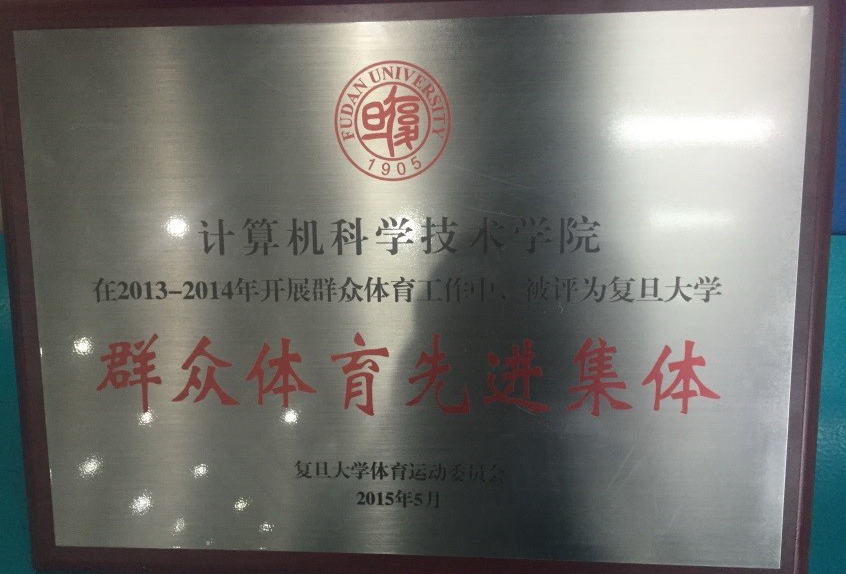 FUDAN UNIVERSITY
旦復
1905
计算机科学技术学院
在2013-2014年开展群众体育工作中、被评为复旦大学
群众体育先进集体
复旦大学体育运动委员会
2015年5月